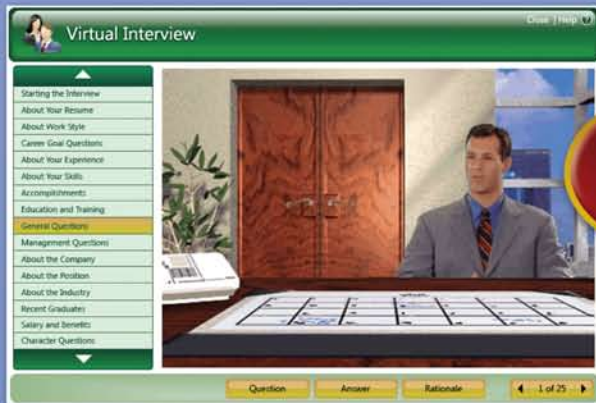 Virtual Interview
Close | Help
Starting the Interview
About Your Resume
About Work Style
Career Goal Questions
About Your Experience
About Your Skills
Accomplishments
Education and Training
General Questions
Management Questions
About the Company
About the Position
About the Industry
Recent Graduates
Salary and Benefits
Character Questions
Question
Answer
Rationale
1 of 25